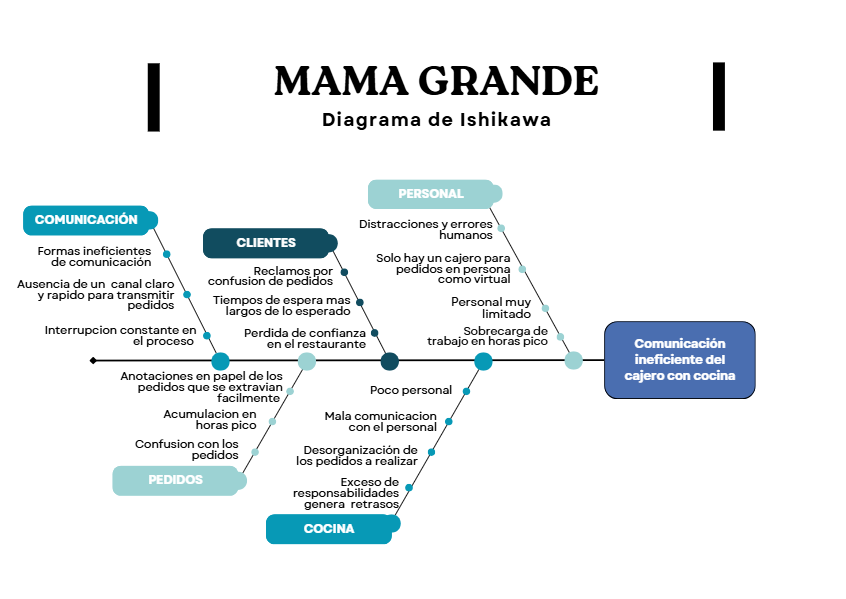 MAMA GRANDE
Diagrama de Ishikawa
COMUNICACIÓN
Formas ineficientes
de comunicación
Ausencia de un canal claro
y rapido para transmitir
pedidos
Interrupcion constante en
el proceso
CLIENTES
Reclamos por
confusion de pedidos
Tiempos de espera mas
largos de lo esperado
Perdida de confianza
en el restaurante
PERSONAL
Distracciones y errores
humanos
Solo hay un cajero para
pedidos en persona
como virtual
Personal muy
limitado
Sobrecarga de
trabajo en horas pico
Comunicación
ineficiente del
cajero con cocina
Anotaciones en papel de los
pedidos que se extravian
facilmente
Acumulacion en
horas pico
Confusion con los
pedidos
PEDIDOS
Poco personal
Mala comunicacion
con el personal
Desorganización de
los pedidos a realizar
Exceso de
responsabilidades
genera retrasos
COCINA